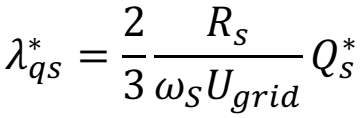 λ*qs = 2/3 Rs/(ωS Ugrid) Q*s